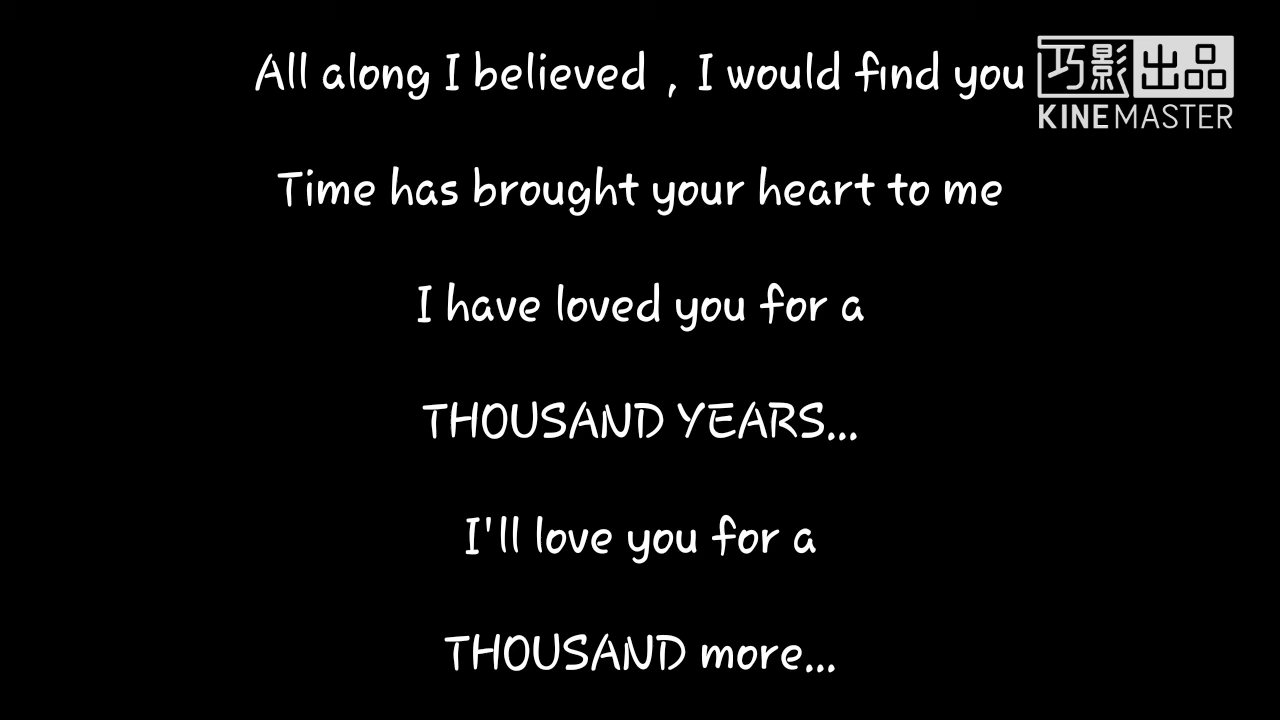 All along I believed , I would find you
巧影出品
KINEMASTER
Time has brought your heart to me
I have loved you for a
THOUSAND YEARS...
I'll love you for a
THOUSAND more...